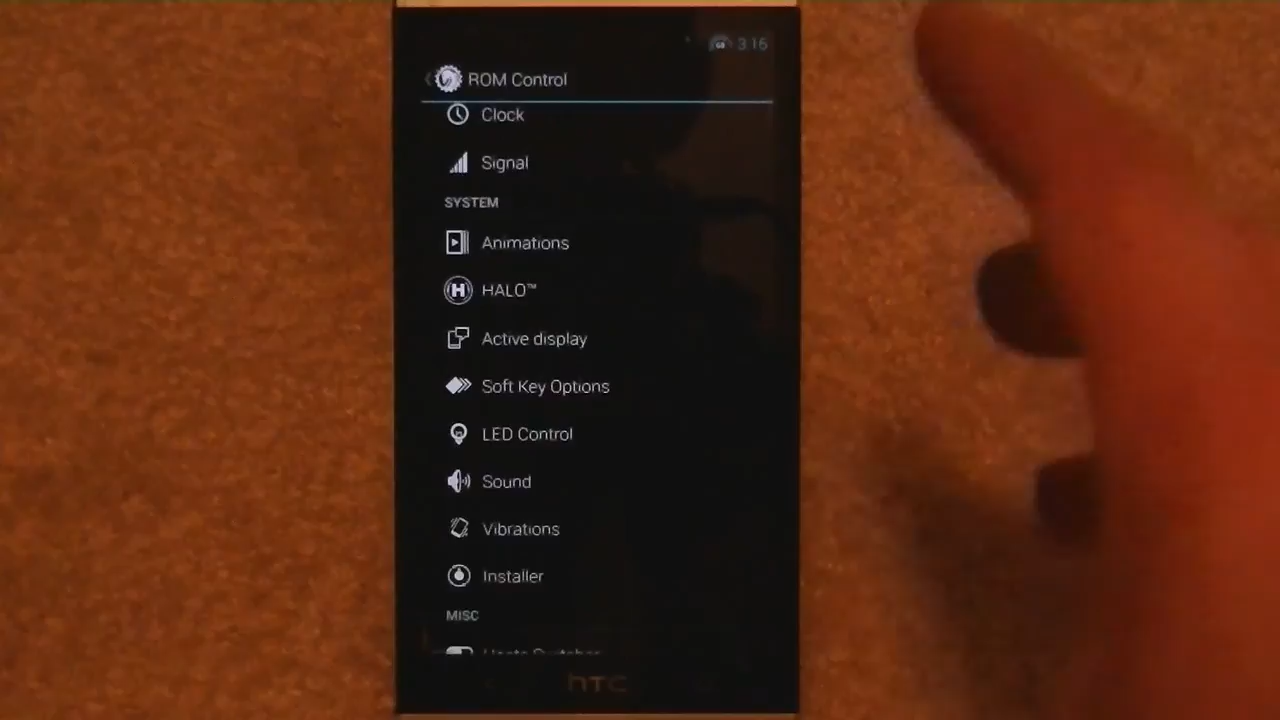 3:16
ROM Control
Clock
Signal
SYSTEM
Animations
HALO™
Active display
Soft Key Options
LED Control
Sound
Vibrations
Installer
MISC
hTC